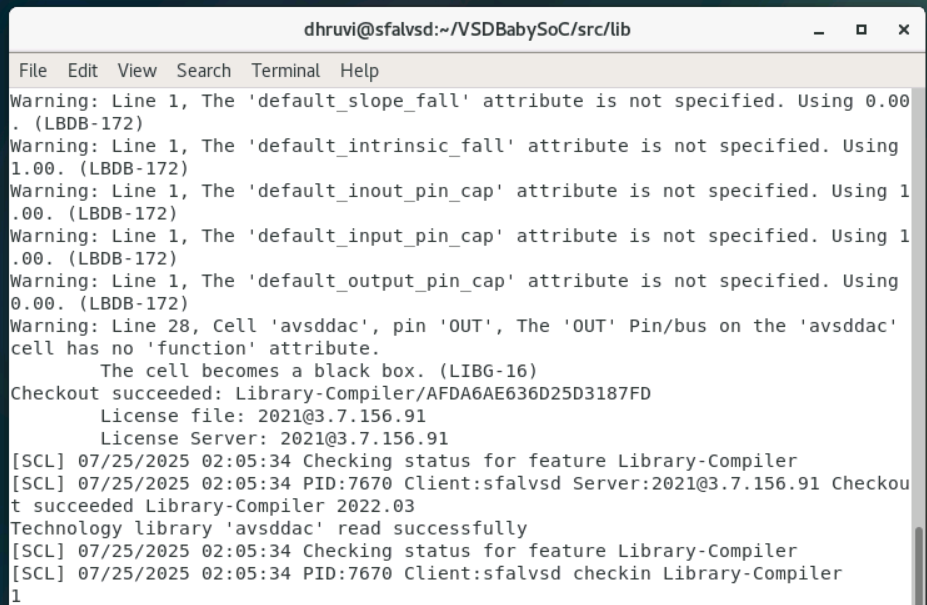 dhruvi@sfalvsd:~/VSDBabySoC/src/lib
File Edit View Search Terminal Help
Warning: Line 1, The 'default_slope_fall' attribute is not specified. Using 0.00
. (LBDB-172)
Warning: Line 1, The 'default_intrinsic_fall' attribute is not specified. Using
1.00. (LBDB-172)
Warning: Line 1, The 'default_inout_pin_cap' attribute is not specified. Using 1
.00. (LBDB-172)
Warning: Line 1, The 'default_input_pin_cap' attribute is not specified. Using 1
.00. (LBDB-172)
Warning: Line 1, The 'default_output_pin_cap' attribute is not specified. Using
0.00. (LBDB-172)
Warning: Line 28, Cell 'avsddac', pin 'OUT', The 'OUT' Pin/bus on the 'avsddac'
cell has no 'function' attribute.
        The cell becomes a black box. (LIBG-16)
Checkout succeeded: Library-Compiler/AFDA6AE636D25D3187FD
        License file: 2021@3.7.156.91
        License Server: 2021@3.7.156.91
[SCL] 07/25/2025 02:05:34 Checking status for feature Library-Compiler
[SCL] 07/25/2025 02:05:34 PID:7670 Client:sfalvsd Server:2021@3.7.156.91 Checkou
t succeeded Library-Compiler 2022.03
Technology library 'avsddac' read successfully
[SCL] 07/25/2025 02:05:34 Checking status for feature Library-Compiler
[SCL] 07/25/2025 02:05:34 PID:7670 Client:sfalvsd checkin Library-Compiler
1